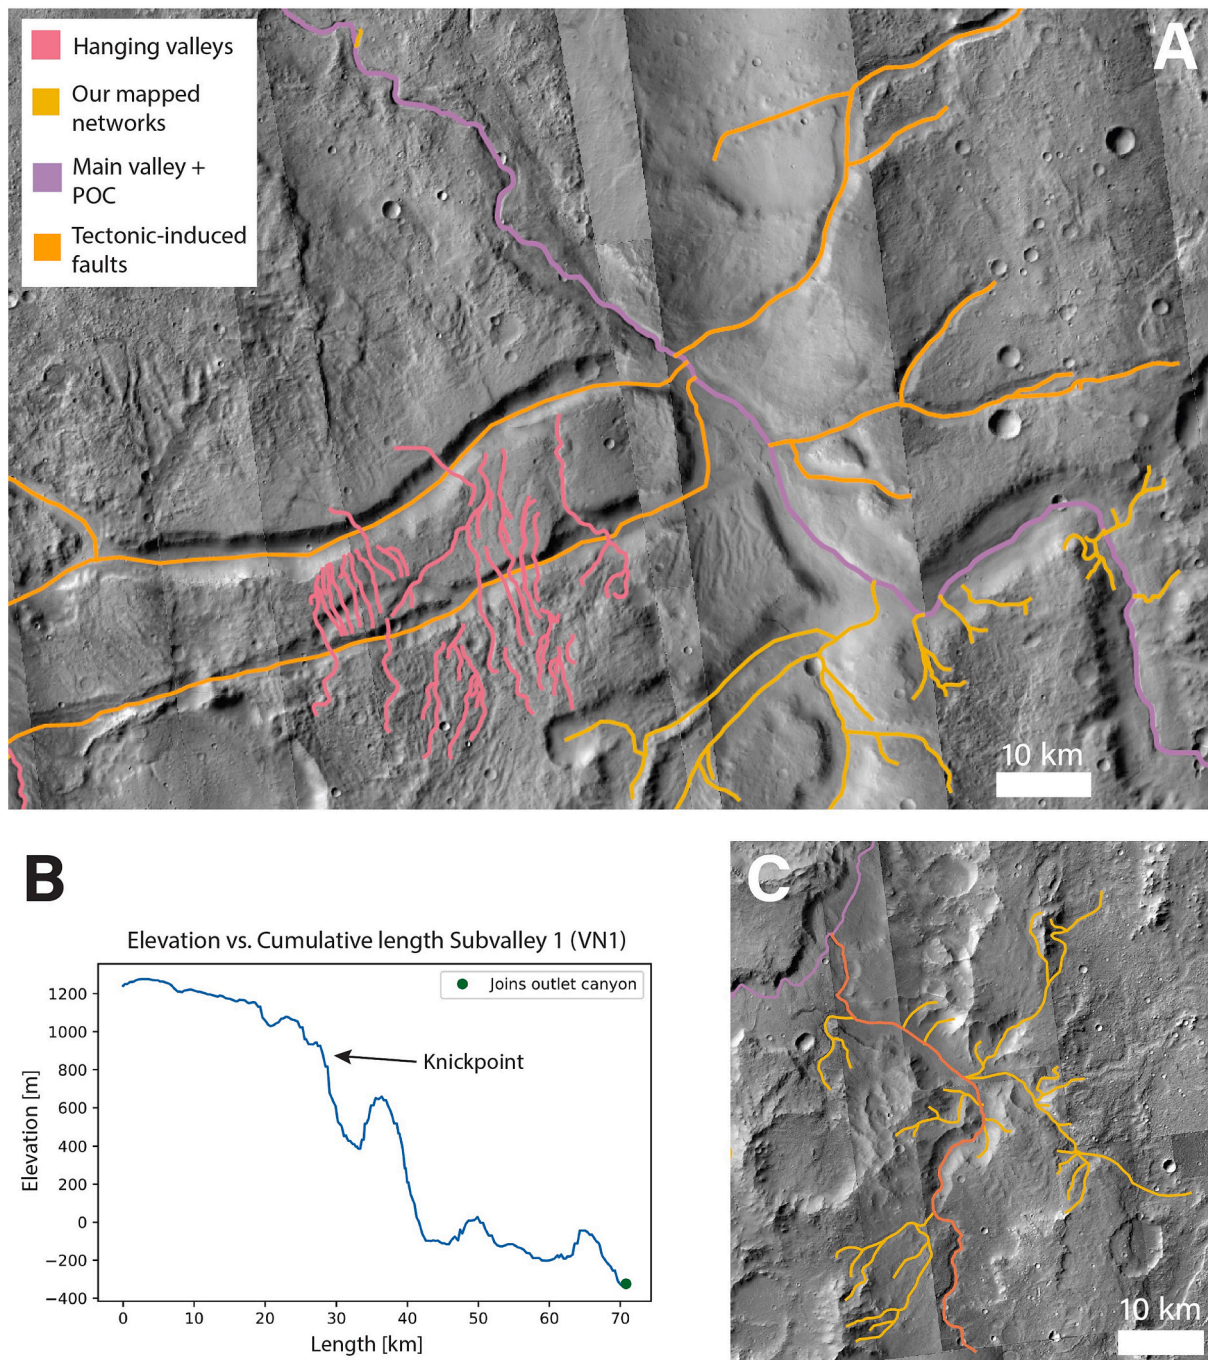 A
Hanging valleys
Our mapped
networks
Main valley +
POC
Tectonic-induced
faults
10 km
B
Elevation vs. Cumulative length Subvalley 1 (VN1)
Joins outlet canyon
Knickpoint
Elevation [m]
1200
1000
800
600
400
200
0
−200
−400
0 10 20 30 40 50 60 70
Length [km]
C
10 km